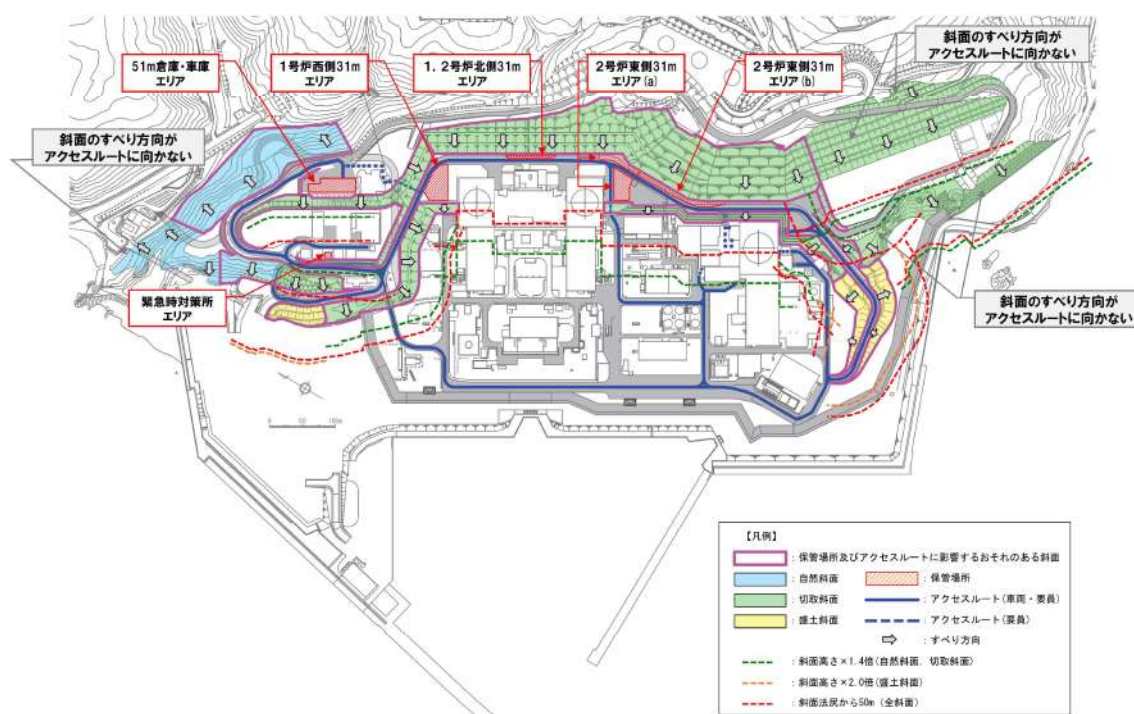 斜面のすべり方向が
アクセスルートに向かない
51m倉庫・車庫
エリア
1号炉西側31m
エリア
1,2号炉北側31m
エリア
2号炉東側31m
エリア(a)
2号炉東側31m
エリア(b)
斜面のすべり方向が
アクセスルートに向かない
緊急時対策所
エリア
斜面のすべり方向が
アクセスルートに向かない
【凡例】
：保管場所及びアクセスルートに影響するおそれのある斜面
：自然斜面
：保管場所
：切取斜面
：アクセスルート(車両・要員)
：盛土斜面
：アクセスルート(要員)
：すべり方向
：斜面高さ×1.4倍(自然斜面、切取斜面)
：斜面高さ×2.0倍(盛土斜面)
：斜面法尻から50m(全斜面)